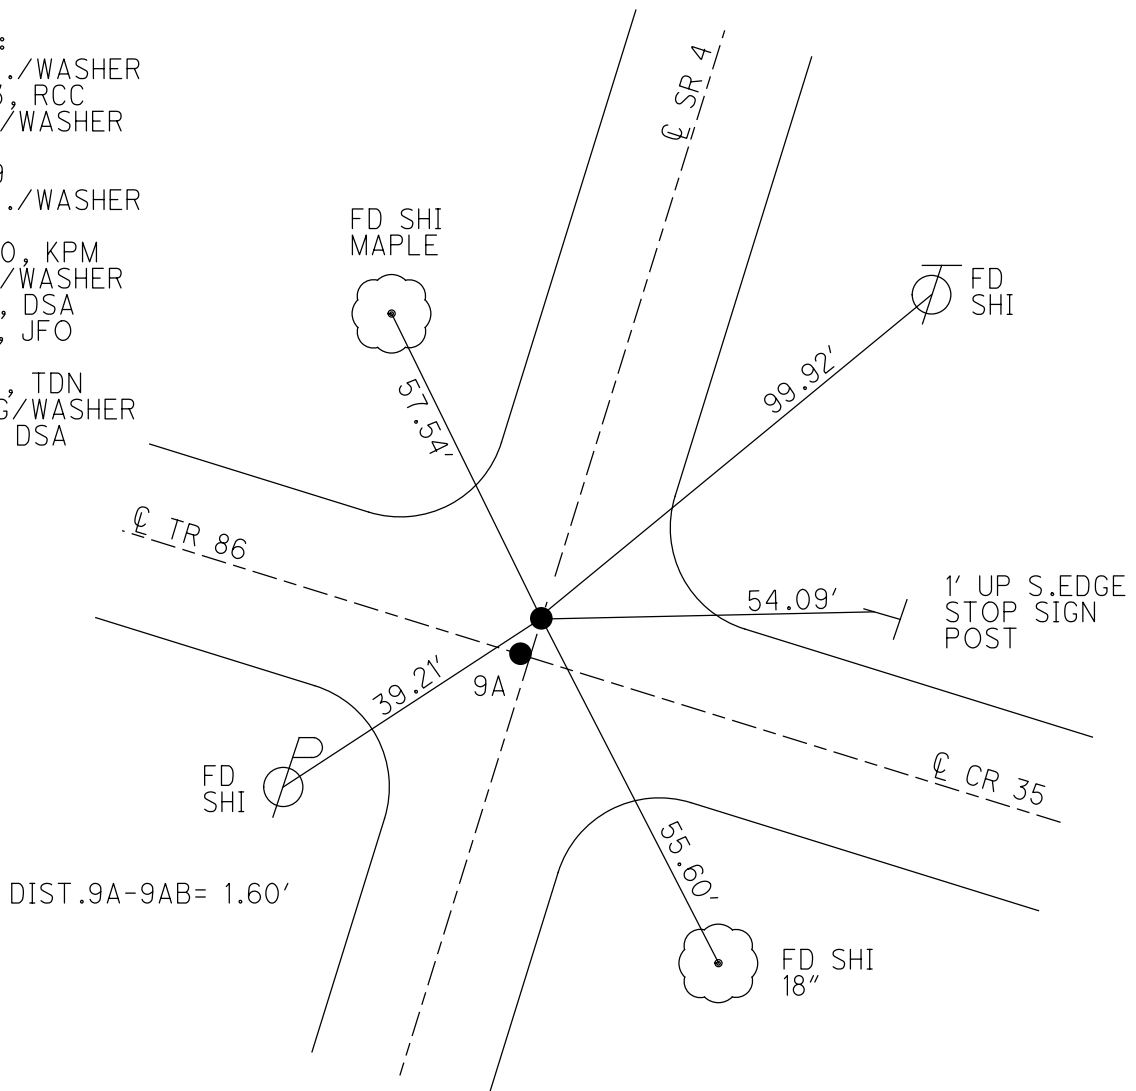 :
./WASHER
, RCC
/WASHER
9
./WASHER
0, KPM
/WASHER
, DSA
, JFO
, TDN
G/WASHER
DSA
℄ SR 4
FD SHI
MAPLE
FD
SHI
99.92'
57.54'
℄ TR 86
1' UP S.EDGE
STOP SIGN
POST
54.09'
9A
39.21'
FD
SHI
℄ CR 35
55.60'
DIST.9A-9AB= 1.60'
FD SHI
18"